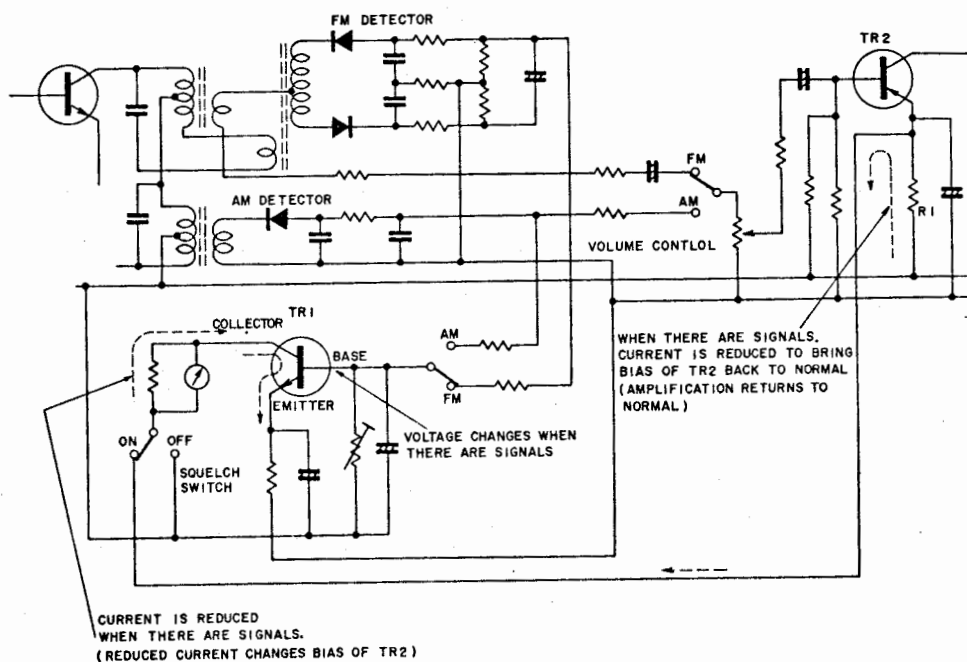 FM DETECTOR
TR2
FM
AM DETECTOR
AM
R1
VOLUME CONTLOL
TR1
COLLECTOR
AM
BASE
FM
EMITTER
WHEN THERE ARE SIGNALS.
CURRENT IS REDUCED TO BRING
BIAS OF TR2 BACK TO NORMAL
(AMPLIFICATION RETURNS TO
NORMAL)
ON
OFF
SQUELCH
SWITCH
VOLTAGE CHANGES WHEN
THERE ARE SIGNALS
CURRENT IS REDUCED
WHEN THERE ARE SIGNALS.
(REDUCED CURRENT CHANGES BIAS OF TR2)